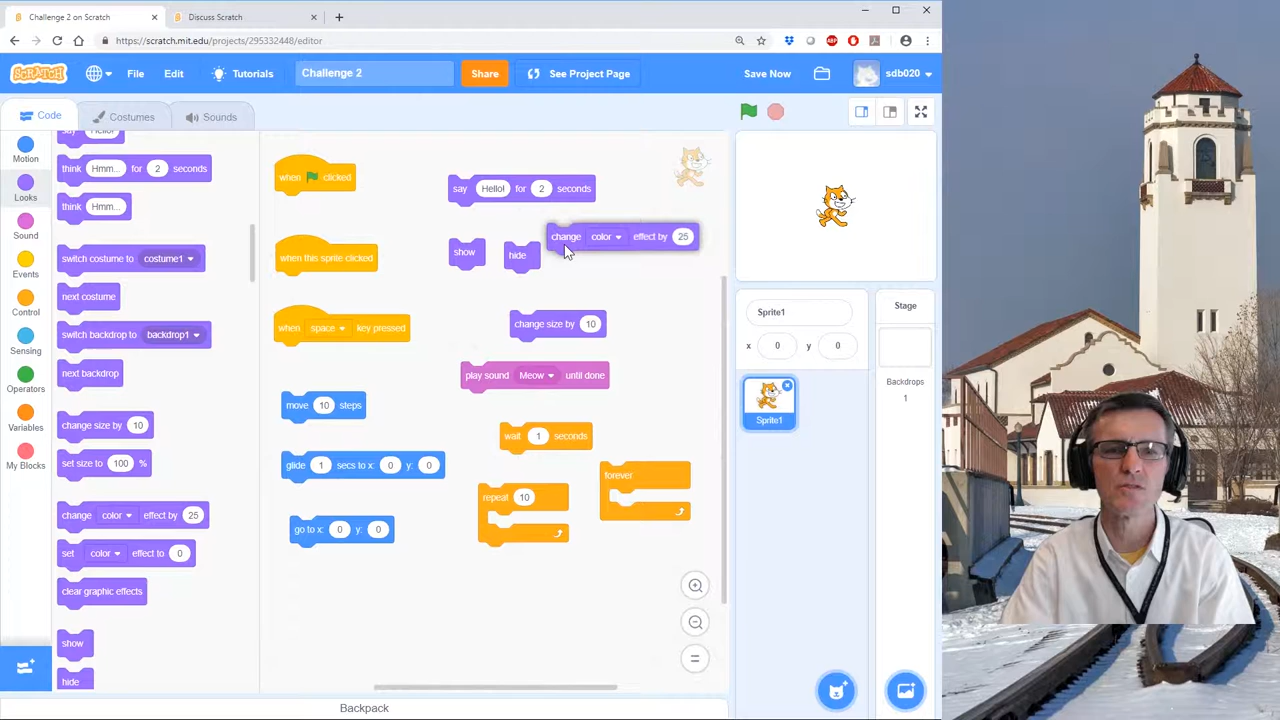 Challenge 2 on Scratch
Discuss Scratch
https://scratch.mit.edu/projects/295332448/editor
SCRATCH
File
Edit
Tutorials
Challenge 2
Share
See Project Page
Save Now
sdb020
Code
Costumes
Sounds
Motion
Looks
Sound
Events
Control
Sensing
Operators
Variables
My Blocks
say Hello!
think Hmm... for 2 seconds
think Hmm...
switch costume to costume1
next costume
switch backdrop to backdrop1
next backdrop
change size by 10
set size to 100 %
change color effect by 25
set color effect to 0
clear graphic effects
show
hide
when clicked
when this sprite clicked
when space key pressed
move 10 steps
glide 1 secs to x: 0 y: 0
go to x: 0 y: 0
say Hello! for 2 seconds
show
hide
change color effect by 25
change size by 10
play sound Meow until done
wait 1 seconds
repeat 10
forever
Sprite1
x 0 y 0
Sprite1
Stage
Backdrops
1
Backpack